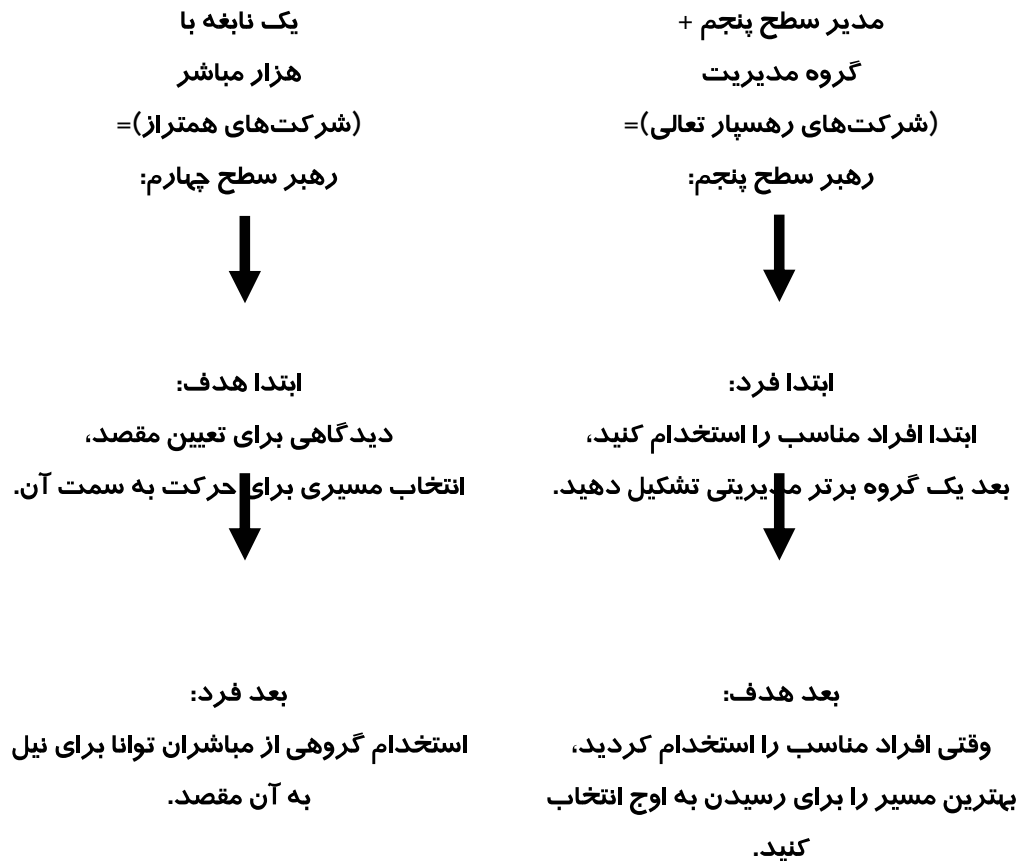 مدیر سطح پنجم +
گروه مدیریت
(شرکت‌های رهسپار تعالی)=
رهبر سطح پنجم:
ابتدا فرد:
ابتدا افراد مناسب را استخدام کنید،
بعد یک گروه برتر مدیریتی تشکیل دهید.
بعد هدف:
وقتی افراد مناسب را استخدام کردید،
بهترین مسیر را برای رسیدن به اوج انتخاب
کنید.
یک نابغه با
هزار مباشر
(شرکت‌های همتراز)=
رهبر سطح چهارم:
ابتدا هدف:
دیدگاهی برای تعیین مقصد،
انتخاب مسیری برای حرکت به سمت آن.
بعد فرد:
استخدام گروهی از مباشران توانا برای نیل
به آن مقصد.